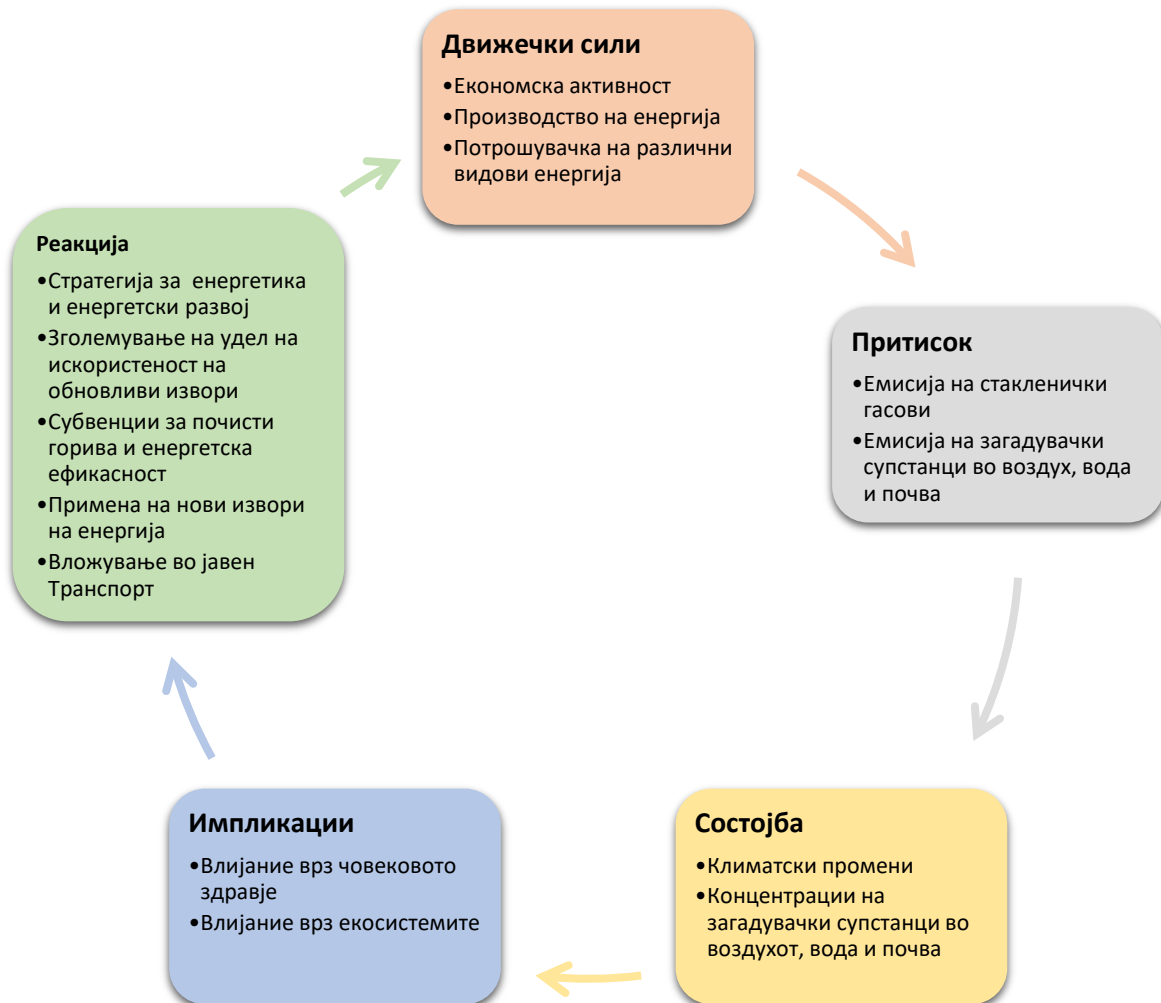 Движечки сили
•Економска активност
•Производство на енергија
•Потрошувачка на различни
видови енергија
Притисок
•Емисија на стакленички
гасови
•Емисија на загадувачки
супстанци во воздух, вода
и почва
Состојба
•Климатски промени
•Концентрации на
загадувачки супстанци во
воздухот, вода и почва
Импликации
•Влијание врз човековото
здравје
•Влијание врз екосистемите
Реакција
•Стратегија за  енергетика
и енергетски развој
•Зголемување на удел на
искористеност на
обновливи извори
•Субвенции за почисти
горива и енергетска
ефикасност
•Примена на нови извори
на енергија
•Вложување во јавен
Транспорт